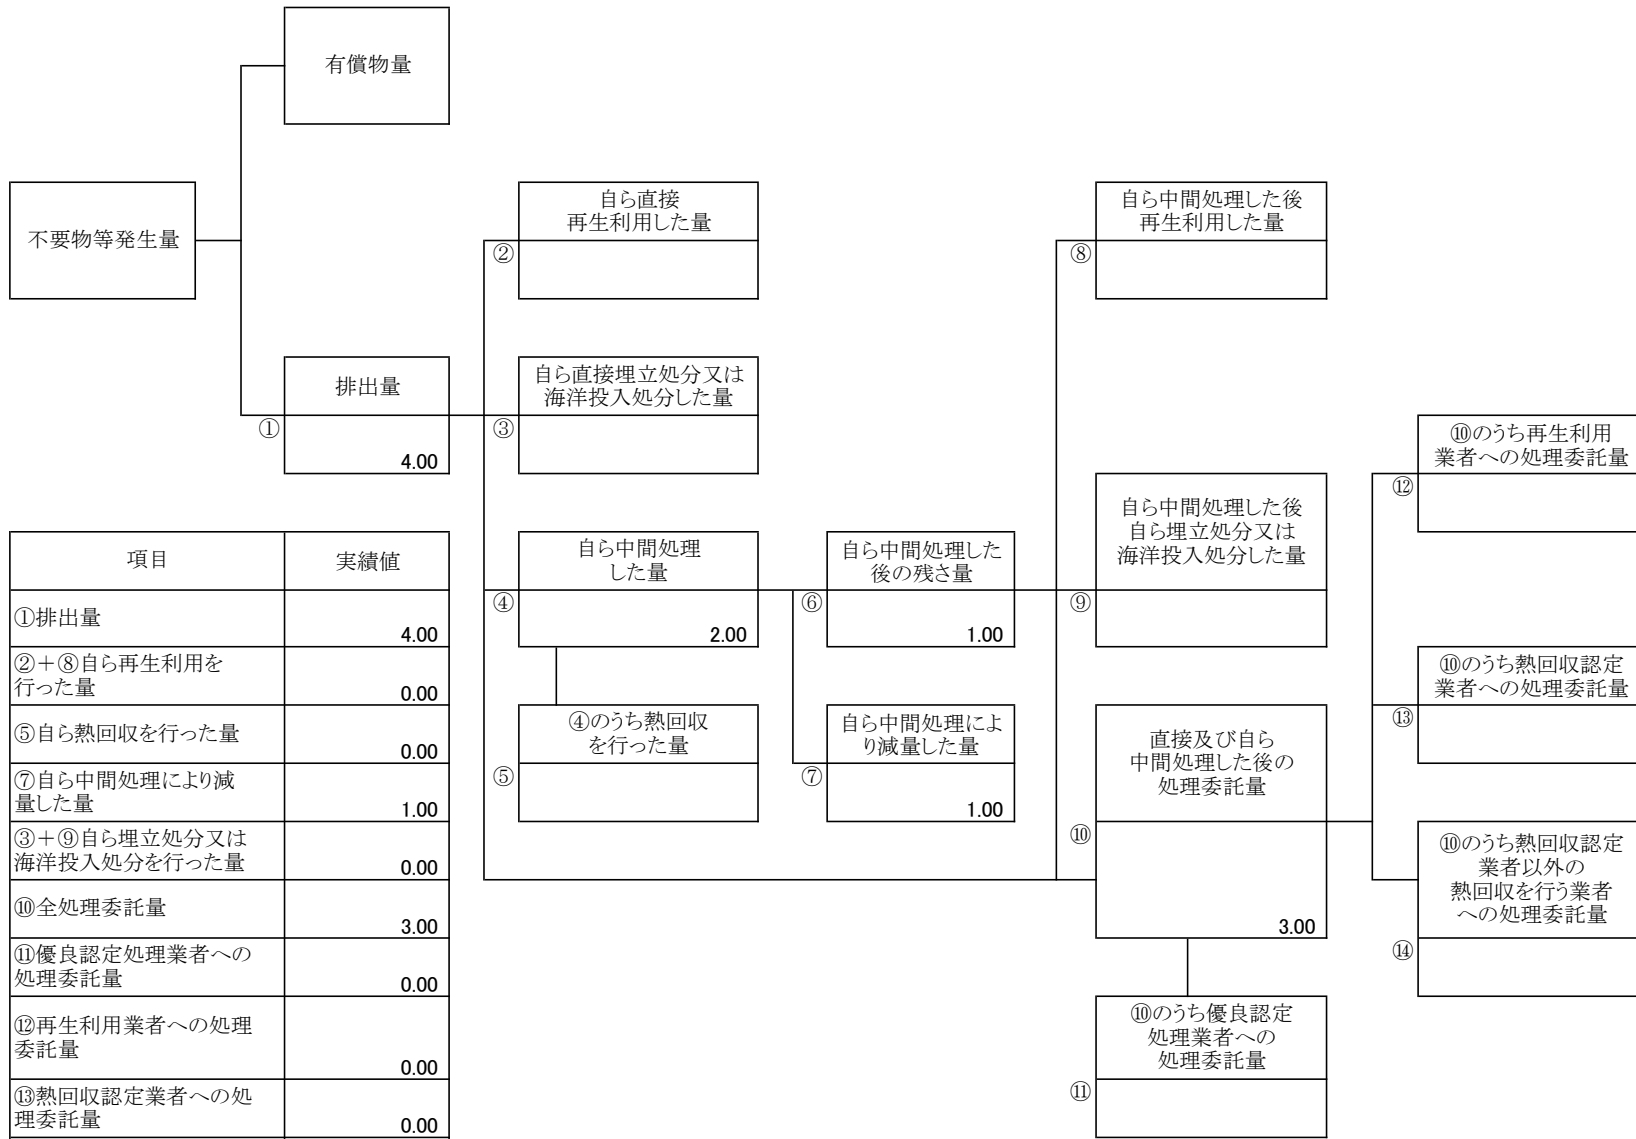 有償物量
不要物等発生量
自ら直接
再生利用した量
②
自ら中間処理した後
再生利用した量
⑧
排出量
①
4.00
自ら直接埋立処分又は
海洋投入処分した量
③
⑩のうち再生利用
業者への処理委託量
⑫
自ら中間処理した後
自ら埋立処分又は
海洋投入処分した量
⑨
自ら中間処理
した量
④
2.00
自ら中間処理した
後の残さ量
⑥
1.00
⑩のうち熱回収認定
業者への処理委託量
⑬
④のうち熱回収
を行った量
⑤
自ら中間処理によ
り減量した量
⑦
1.00
直接及び自ら
中間処理した後の
処理委託量
⑩
3.00
⑩のうち熱回収認定
業者以外の
熱回収を行う業者
への処理委託量
⑭
⑩のうち優良認定
処理業者への
処理委託量
⑪
項目 実績値
①排出量
4.00
②+⑧自ら再生利用を
行った量
0.00
⑤自ら熱回収を行った量
0.00
⑦自ら中間処理により減
量した量
1.00
③+⑨自ら埋立処分又は
海洋投入処分を行った量
0.00
⑩全処理委託量
3.00
⑪優良認定処理業者への
処理委託量
0.00
⑫再生利用業者への処理
委託量
0.00
⑬熱回収認定業者への処
理委託量
0.00